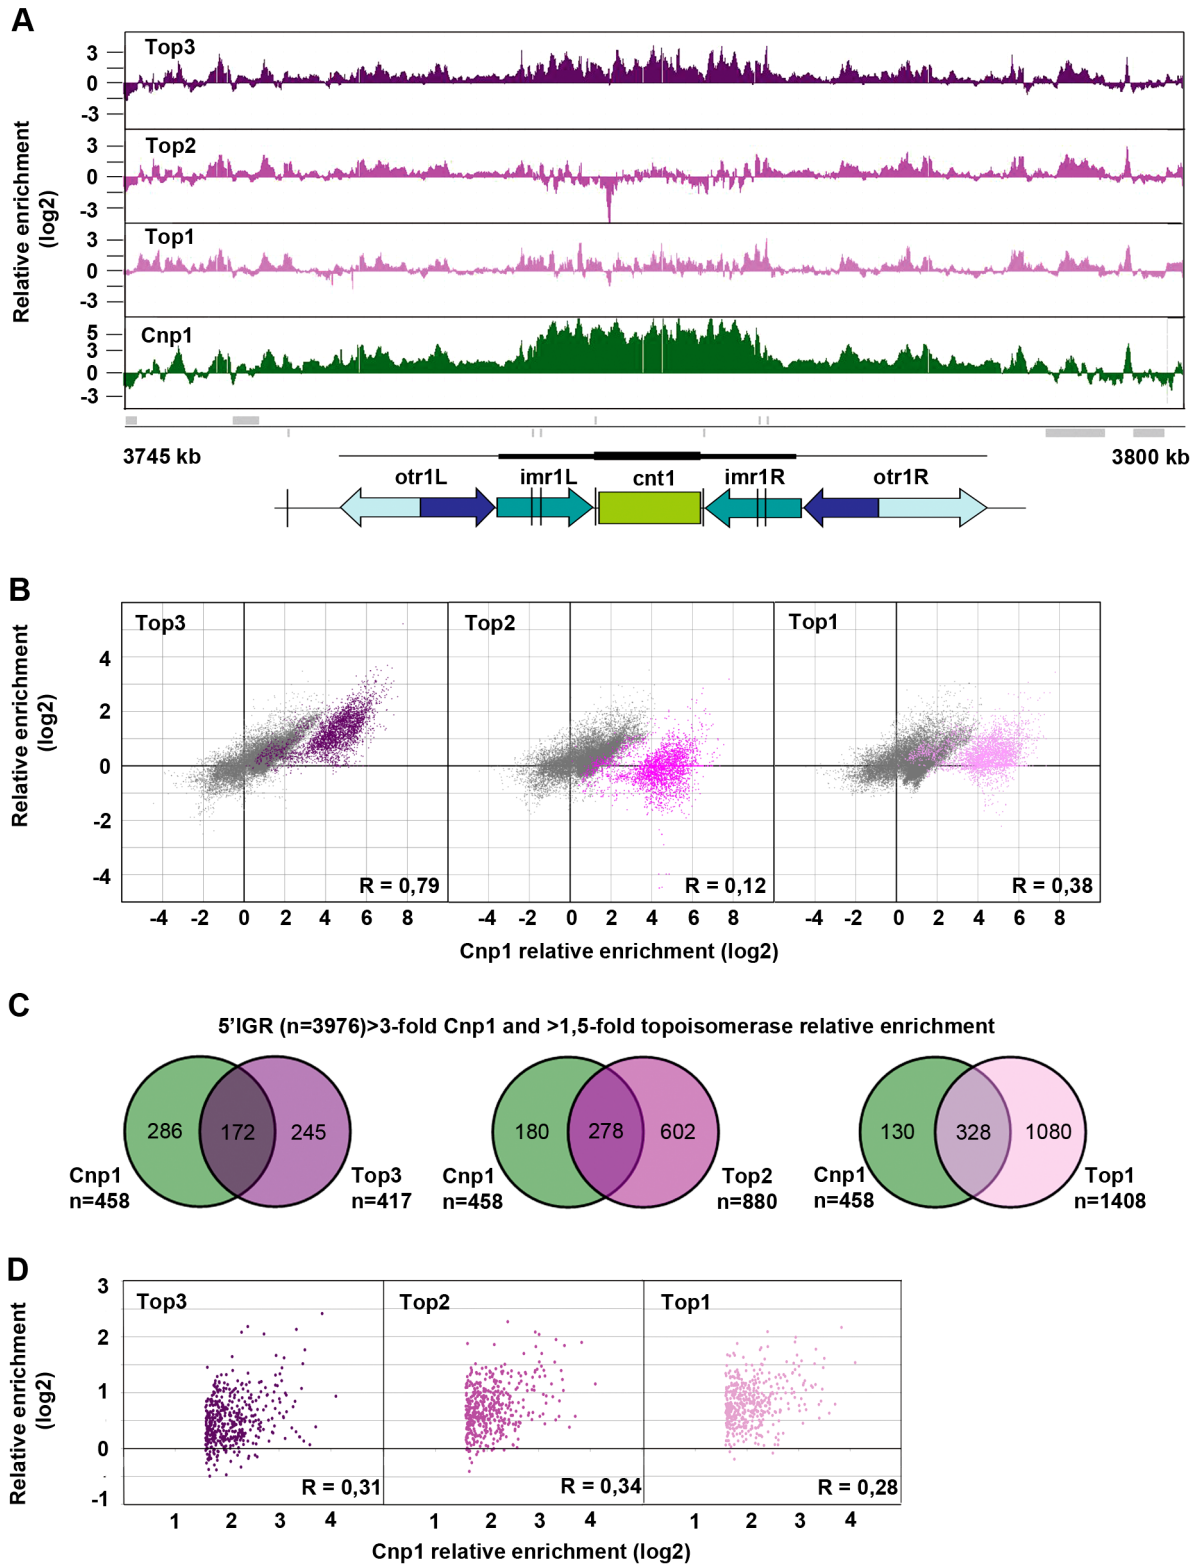 A
Top3
3
0
-3
Top2
3
0
-3
Top1
3
0
-3
Cnp1
5
3
0
-3
Relative enrichment
(log2)
3745 kb
3800 kb
otr1L
imr1L
cnt1
imr1R
otr1R
B
Top3
Top2
Top1
4
2
0
-2
-4
Relative enrichment
(log2)
R = 0,79
R = 0,12
R = 0,38
-4 -2 0 2 4 6 8
-4 -2 0 2 4 6 8
-4 -2 0 2 4 6 8
Cnp1 relative enrichment (log2)
C
5'IGR (n=3976)>3-fold Cnp1 and >1,5-fold topoisomerase relative enrichment
286 172 245
Cnp1
n=458
Top3
n=417
180 278 602
Cnp1
n=458
Top2
n=880
130 328 1080
Cnp1
n=458
Top1
n=1408
D
Top3
Top2
Top1
3
2
1
0
-1
Relative enrichment
(log2)
R = 0,31
R = 0,34
R = 0,28
1 2 3 4
1 2 3 4
1 2 3 4
Cnp1 relative enrichment (log2)